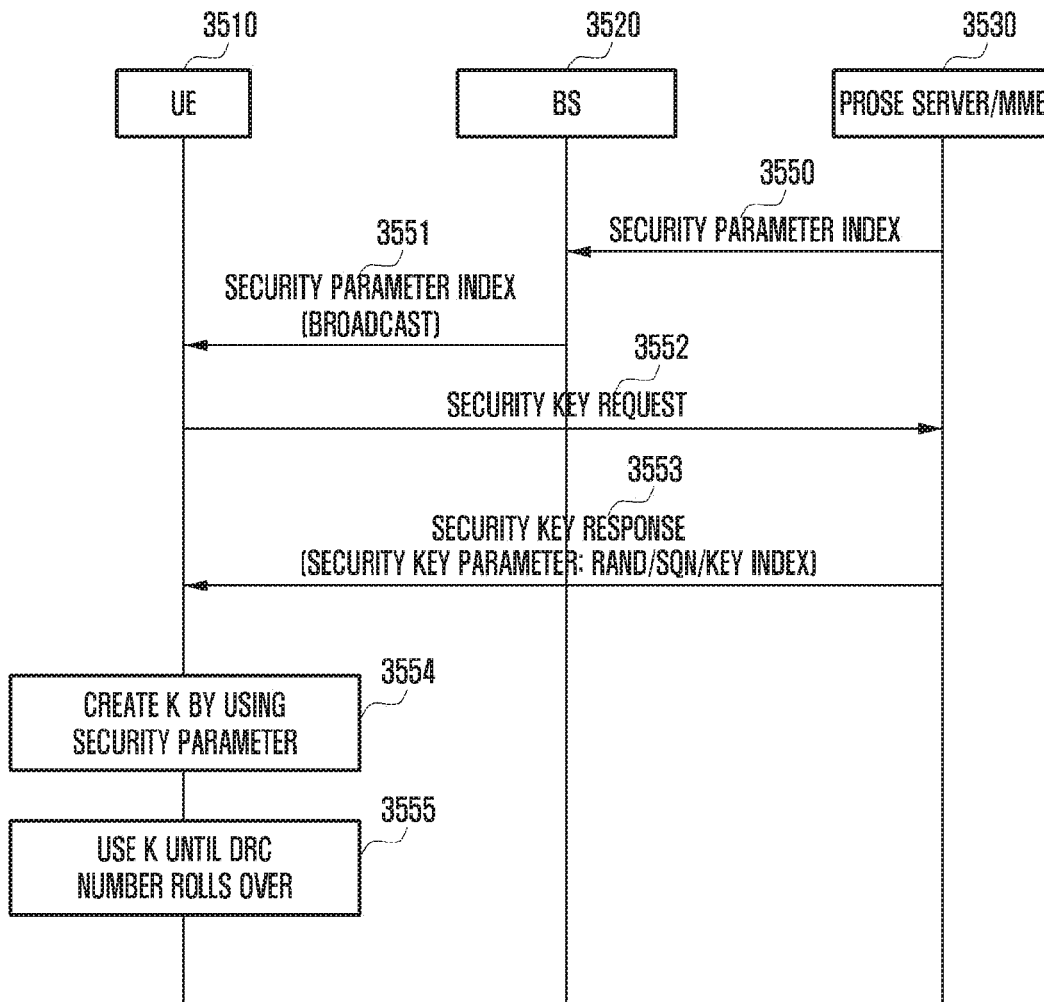 3510
3520
3530
UE
BS
PROSE SERVER/MME
3550
SECURITY PARAMETER INDEX
3551
SECURITY PARAMETER INDEX
(BROADCAST)
3552
SECURITY KEY REQUEST
3553
SECURITY KEY RESPONSE
(SECURITY KEY PARAMETER: RAND/SQN/KEY INDEX)
3554
CREATE K BY USING
SECURITY PARAMETER
3555
USE K UNTIL DRC
NUMBER ROLLS OVER